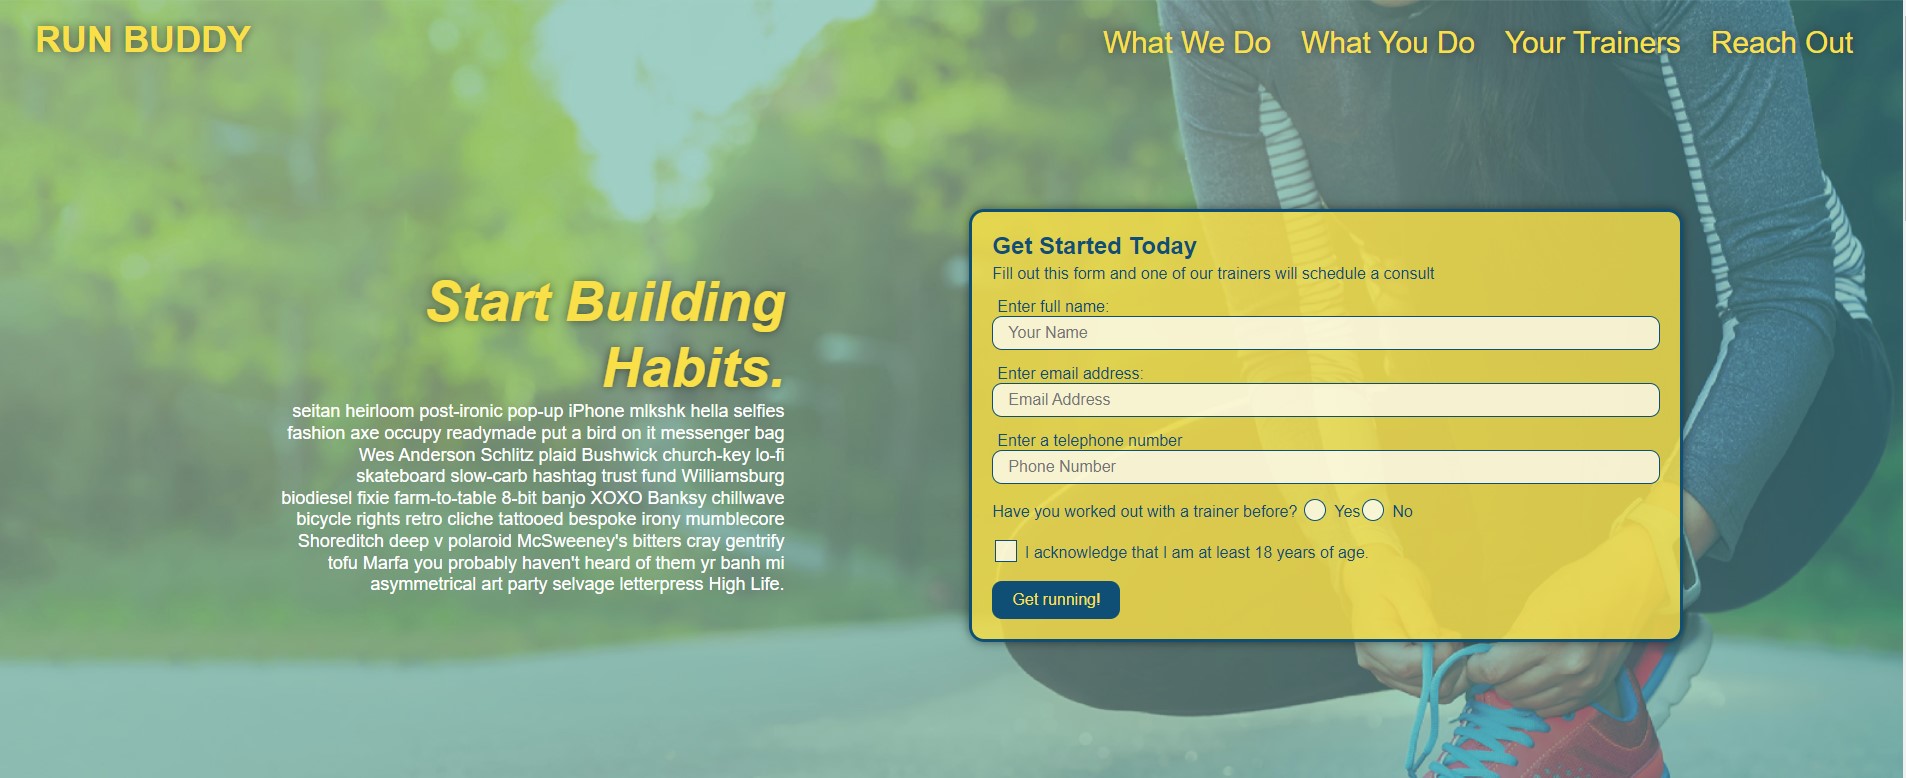 RUN BUDDY
What We Do What You Do Your Trainers Reach Out
Start Building
Habits.
seitan heirloom post-ironic pop-up iPhone mlkshk hella selfies
fashion axe occupy readymade put a bird on it messenger bag
Wes Anderson Schlitz plaid Bushwick church-key lo-fi
skateboard slow-carb hashtag trust fund Williamsburg
biodiesel fixie farm-to-table 8-bit banjo XOXO Banksy chillwave
bicycle rights retro cliche tattooed bespoke irony mumblecore
Shoreditch deep v polaroid McSweeney's bitters cray gentrify
tofu Marfa you probably haven't heard of them yr banh mi
asymmetrical art party selvage letterpress High Life.
Get Started Today
Fill out this form and one of our trainers will schedule a consult
Enter full name:
Your Name
Enter email address:
Email Address
Enter a telephone number
Phone Number
Have you worked out with a trainer before? Yes No
I acknowledge that I am at least 18 years of age.
Get running!